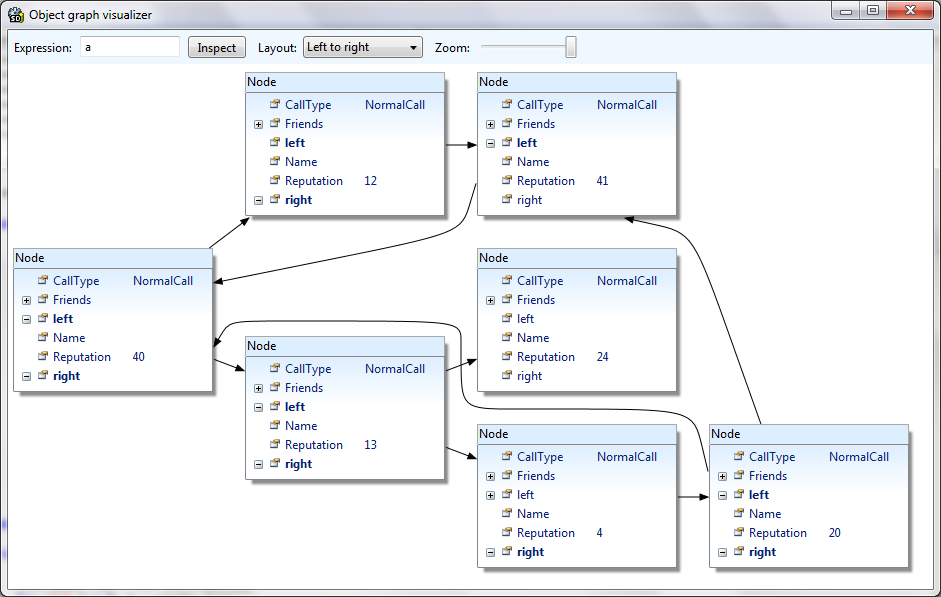 Object graph visualizer
Expression: a Inspect Layout: Left to right Zoom:
Node
CallType NormalCall
Friends
left
Name
Reputation 12
right
Node
CallType NormalCall
Friends
left
Name
Reputation 41
right
Node
CallType NormalCall
Friends
left
Name
Reputation 40
right
Node
CallType NormalCall
Friends
left
Name
Reputation 24
right
Node
CallType NormalCall
Friends
left
Name
Reputation 13
right
Node
CallType NormalCall
Friends
left
Name
Reputation 4
right
Node
CallType NormalCall
Friends
left
Name
Reputation 20
right